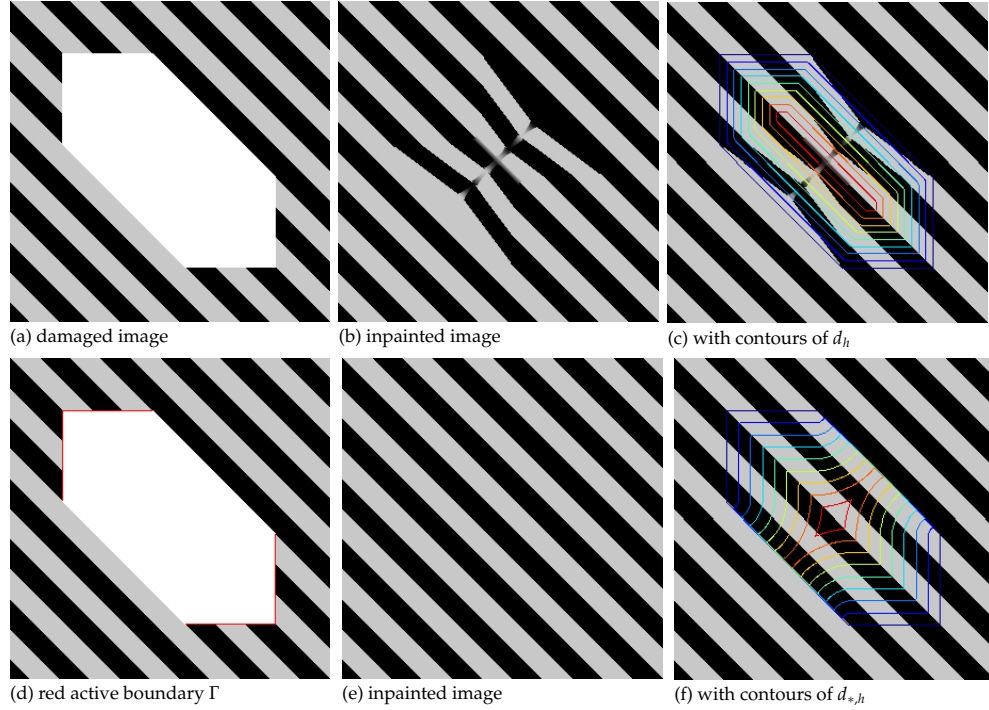 (a) damaged image
(b) inpainted image
(c) with contours of d_h
(d) red active boundary Γ
(e) inpainted image
(f) with contours of d_{*,h}